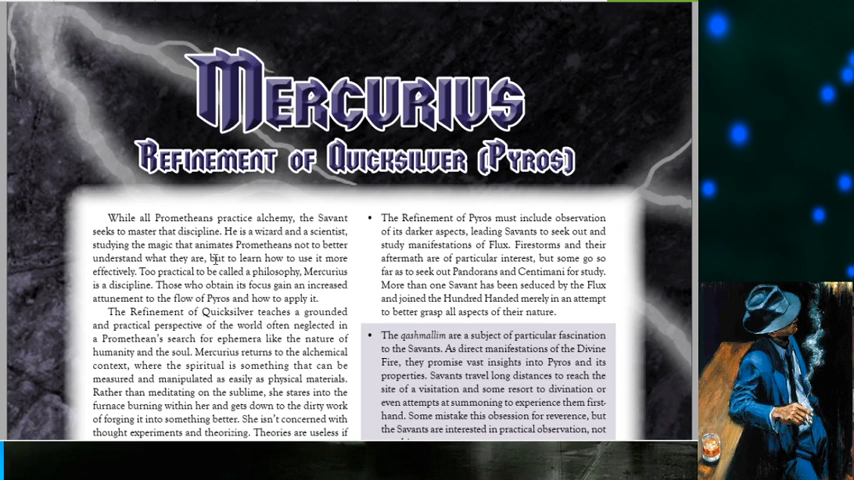 MERCURIUS
REFINEMENT OF QUICKSILVER (PYROS)
While all Prometheans practice alchemy, the Savant
seeks to master that discipline. He is a wizard and a scientist,
studying the magic that animates Prometheans not to better
understand what they are, but to learn how to use it more
effectively. Too practical to be called a philosophy, Mercurius
is a discipline. Those who obtain its focus gain an increased
attunement to the flow of Pyros and how to apply it.
The Refinement of Quicksilver teaches a grounded
and practical perspective of the world often neglected in
a Promethean's search for ephemera like the nature of
humanity and the soul. Mercurius returns to the alchemical
context, where the spiritual is something that can be
measured and manipulated as easily as physical materials.
Rather than meditating on the sublime, she stares into the
furnace burning within her and gets down to the dirty work
of forging it into something better. She isn't concerned with
thought experiments and theorizing. Theories are useless if
• The Refinement of Pyros must include observation
of its darker aspects, leading Savants to seek out and
study manifestations of Flux. Firestorms and their
aftermath are of particular interest, but some go so
far as to seek out Pandorans and Centimani for study.
More than one Savant has been seduced by the Flux
and joined the Hundred Handed merely in an attempt
to better grasp all aspects of their nature.
• The qashmallim are a subject of particular fascination
to the Savants. As direct manifestations of the Divine
Fire, they promise vast insights into Pyros and its
properties. Savants travel long distances to reach the
site of a visitation and some resort to divination or
even attempts at summoning to experience them first-
hand. Some mistake this obsession for reverence, but
the Savants are interested in practical observation, not